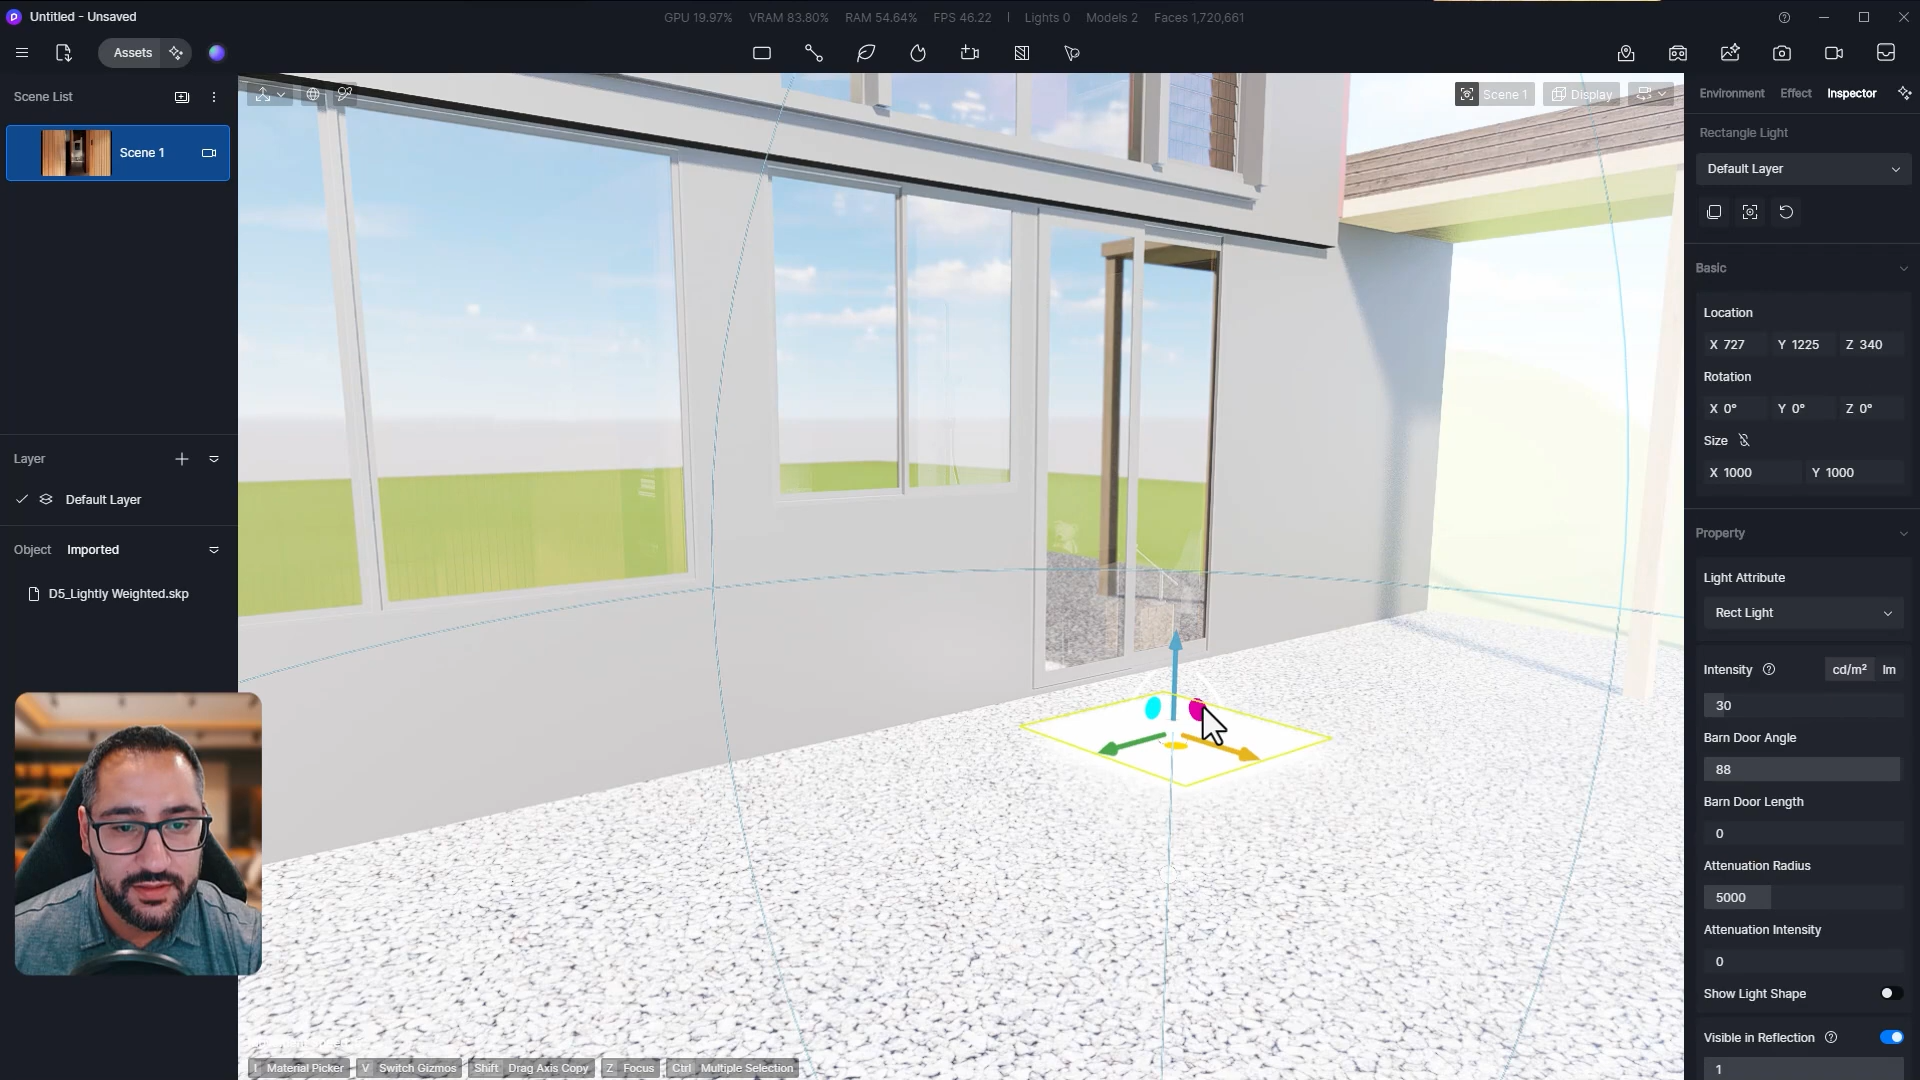 Untitled - Unsaved
GPU 19.97% VRAM 83.80% RAM 54.64% FPS 46.22 | Lights 0 Models 2 Faces 1,720,661
Assets
Scene List
Scene 1
Layer
Default Layer
Object Imported
D5_Lightly Weighted.skp
Scene 1 Display
I Material Picker V Switch Gizmos Shift Drag Axis Copy Z Focus Ctrl Multiple Selection
Environment Effect Inspector
Rectangle Light
Default Layer
Basic
Location
X 727 Y 1225 Z 340
Rotation
X 0° Y 0° Z 0°
Size
X 1000 Y 1000
Property
Light Attribute
Rect Light
Intensity cd/m² lm
30
Barn Door Angle
88
Barn Door Length
0
Attenuation Radius
5000
Attenuation Intensity
0
Show Light Shape
Visible in Reflection
1